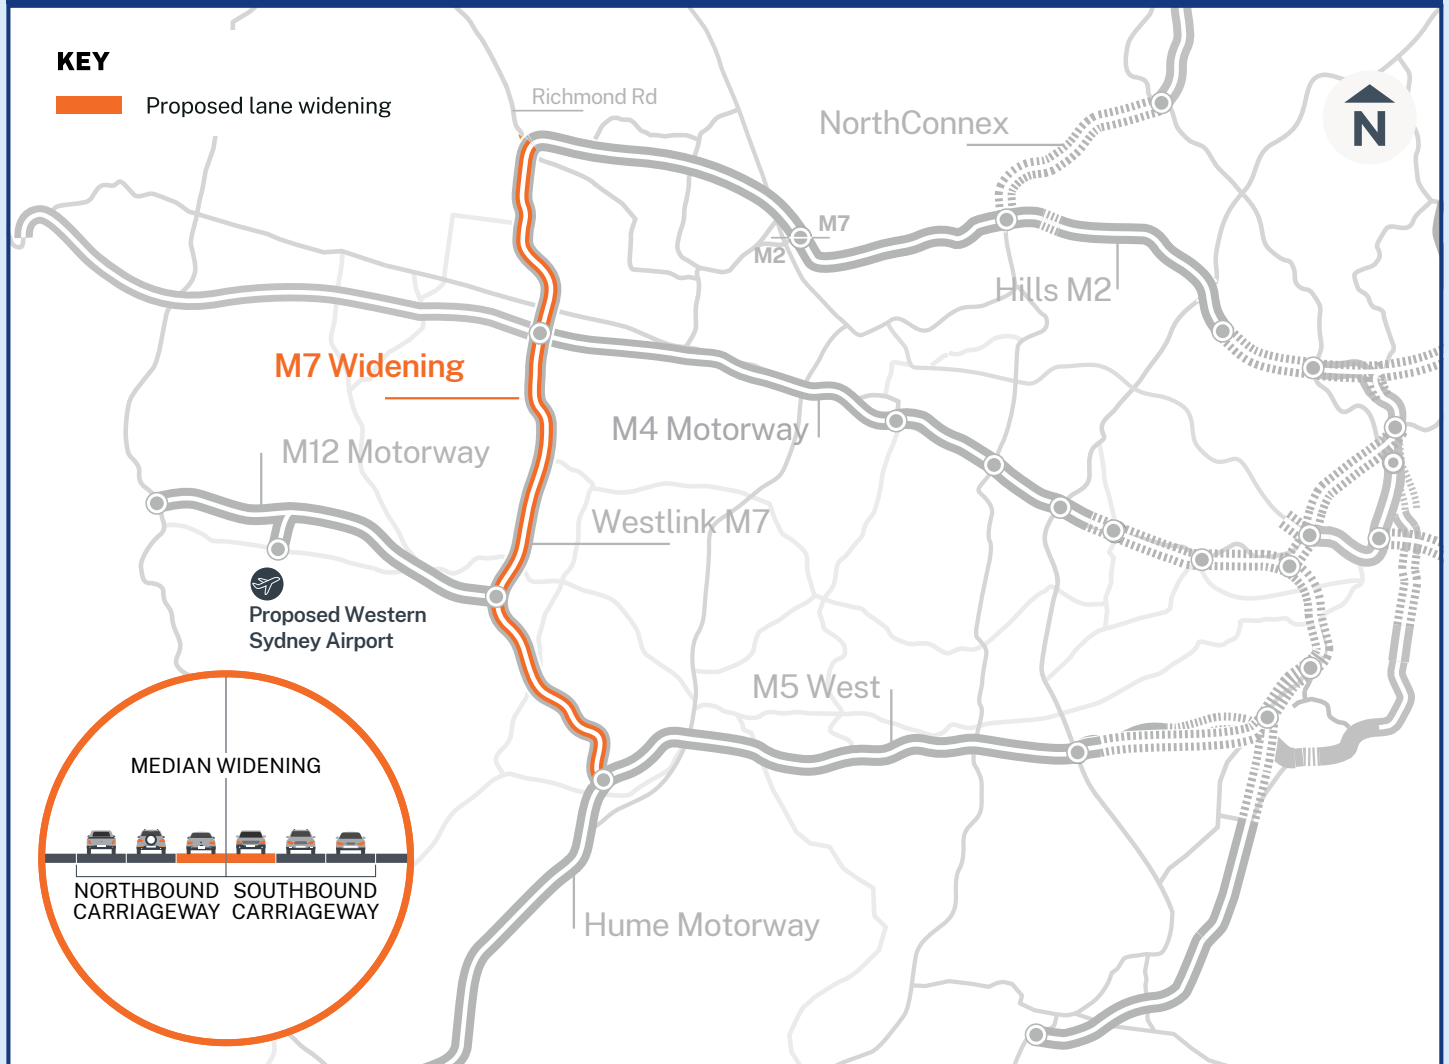 KEY
Proposed lane widening
Richmond Rd
NorthConnex
N
M7
M2
Hills M2
M7 Widening
M4 Motorway
M12 Motorway
Westlink M7
Proposed Western
Sydney Airport
M5 West
MEDIAN WIDENING
NORTHBOUND
CARRIAGEWAY
SOUTHBOUND
CARRIAGEWAY
Hume Motorway